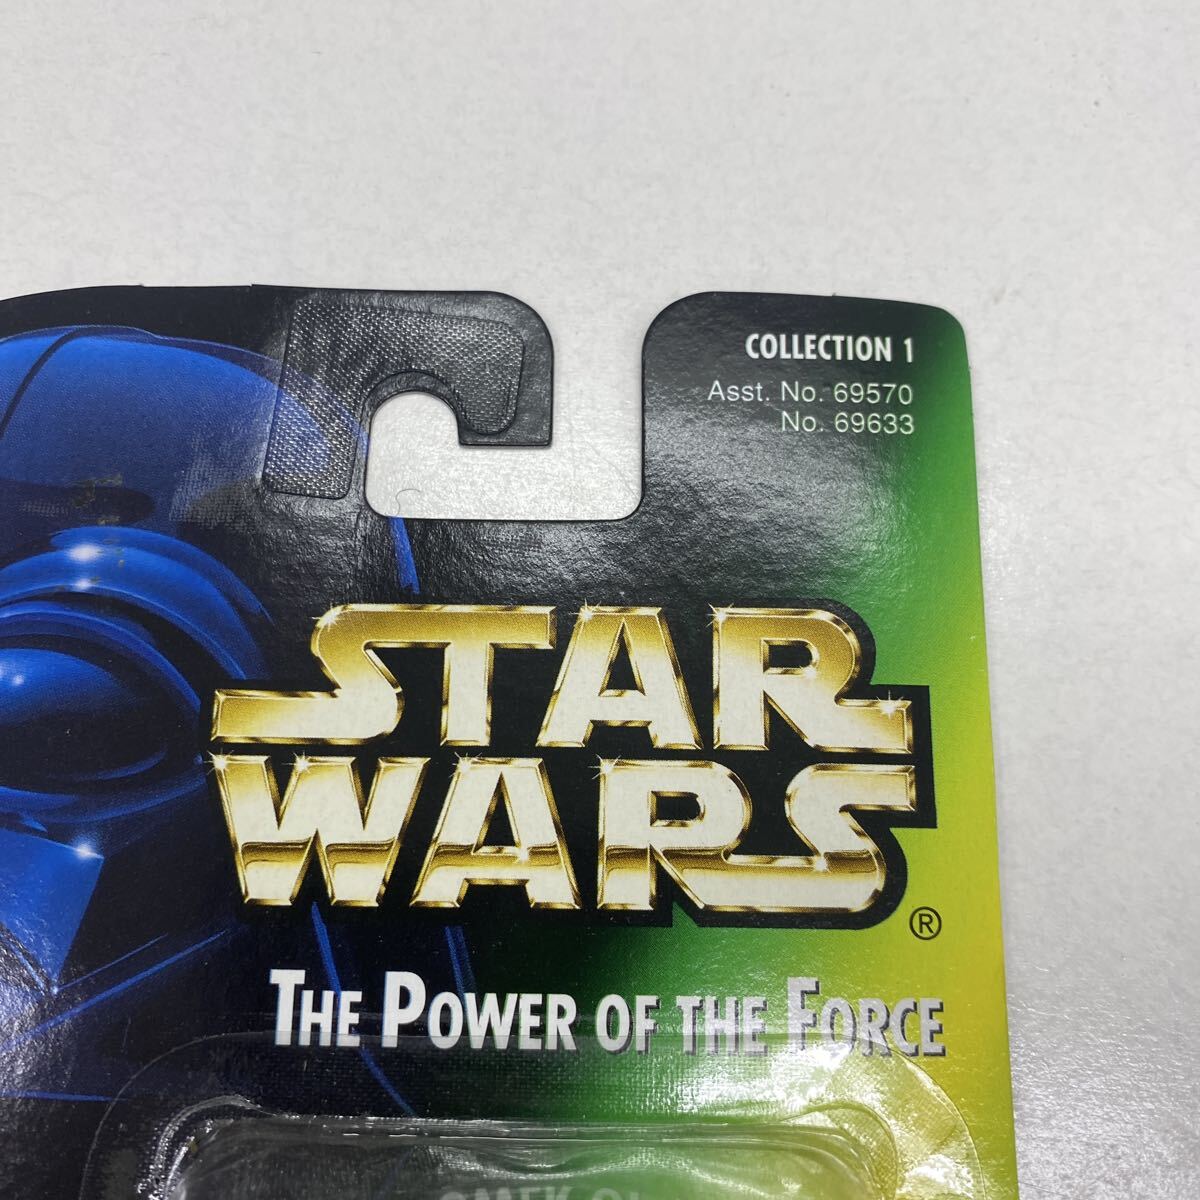 COLLECTION 1
Asst. No. 69570
No. 69633
STAR
WARS®
THE POWER OF THE FORCE